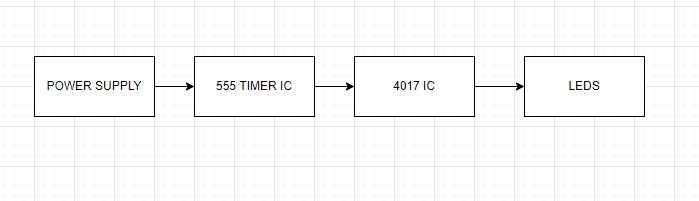 POWER SUPPLY
555 TIMER IC
4017 IC
LEDS